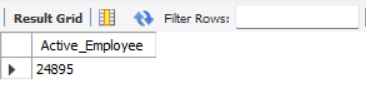 Result Grid Filter Rows:
Active_Employee
24895